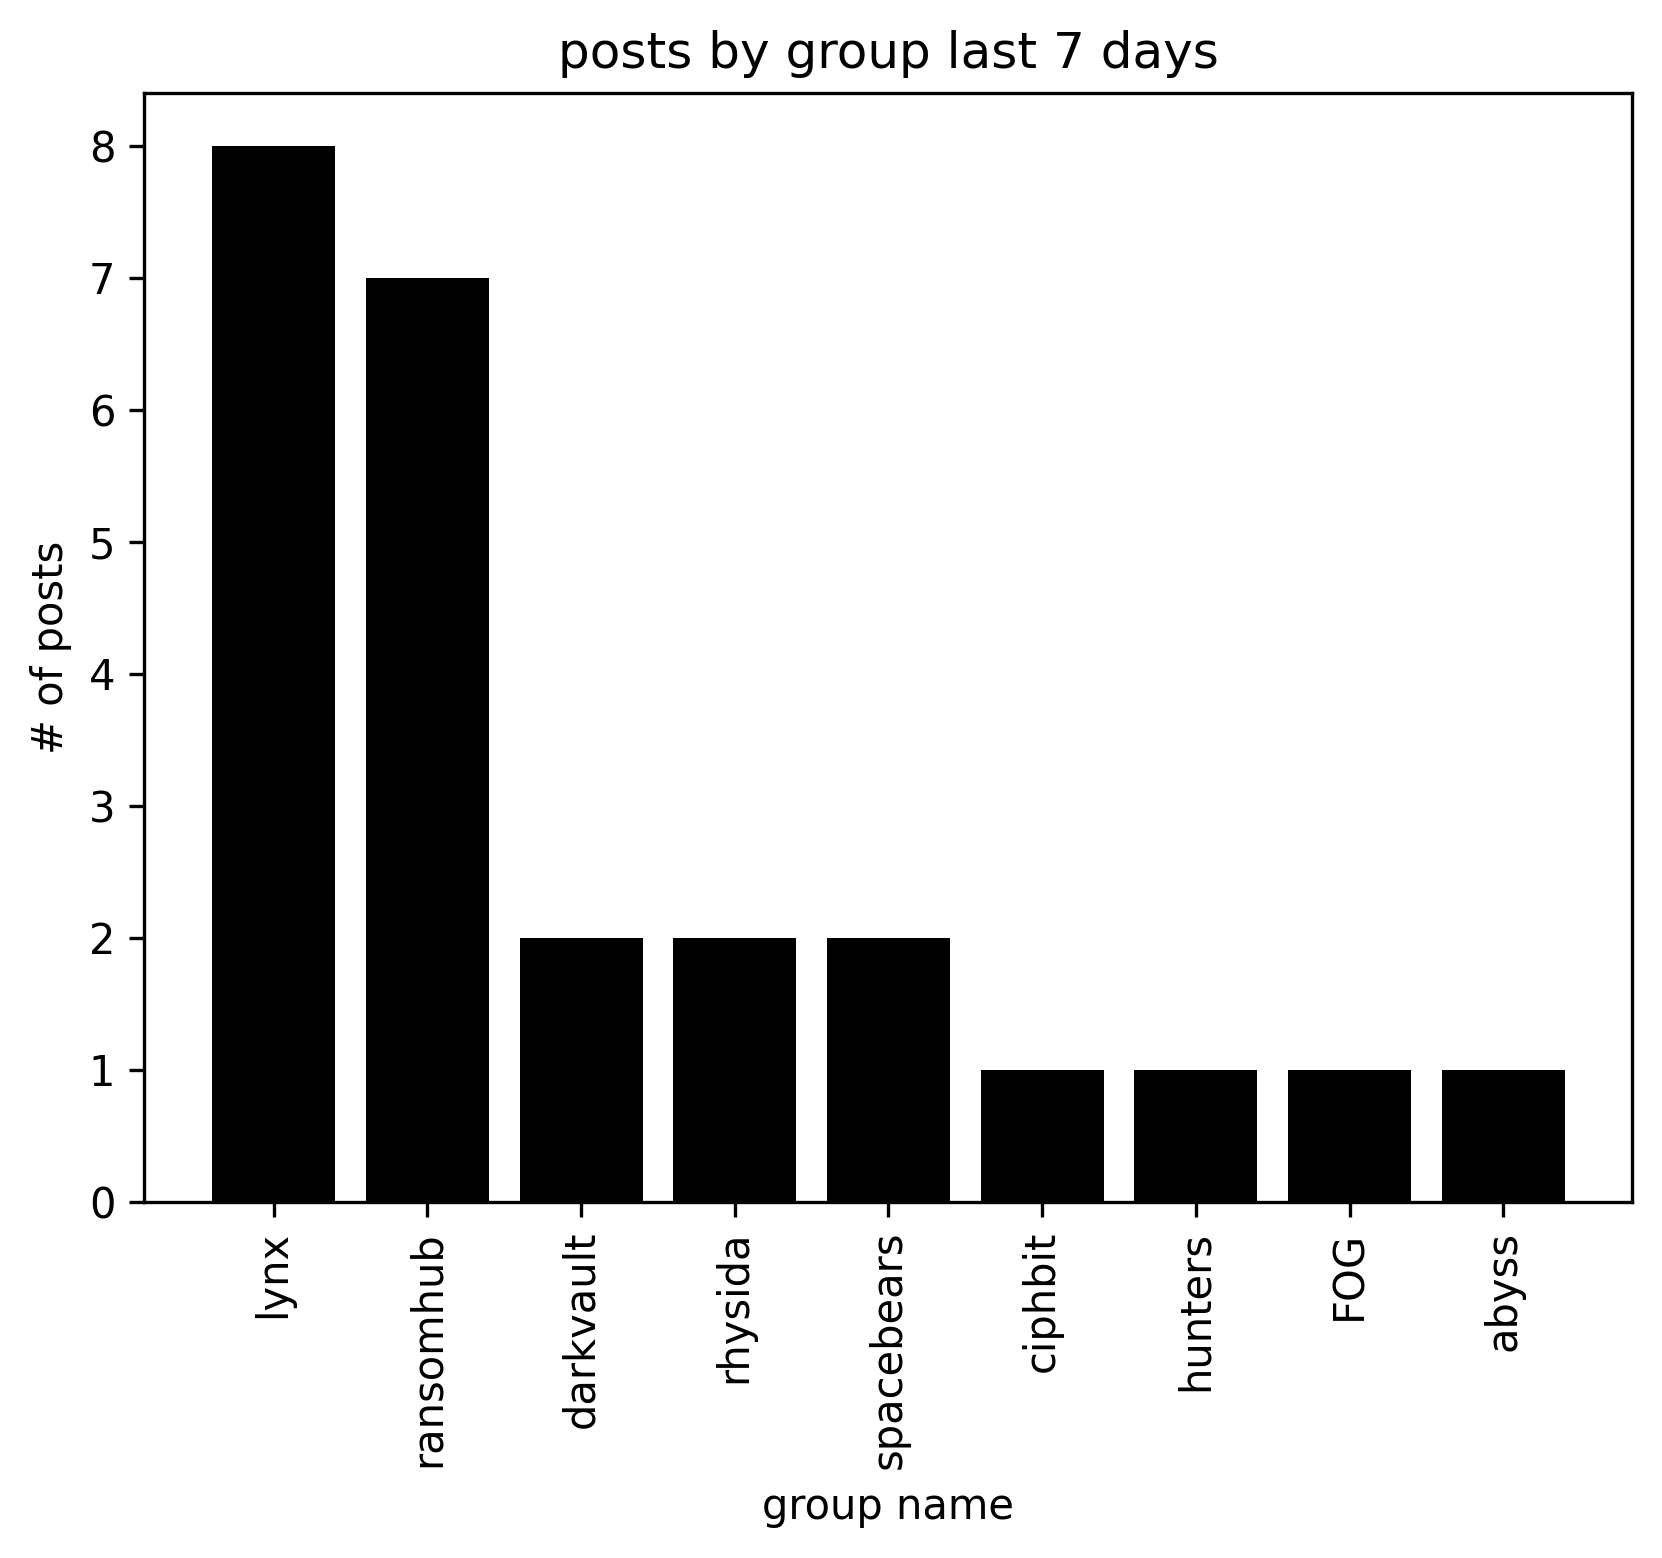 posts by group last 7 days
# of posts
8
7
6
5
4
3
2
1
0
lynx
ransomhub
darkvault
rhysida
spacebears
ciphbit
hunters
FOG
abyss
group name